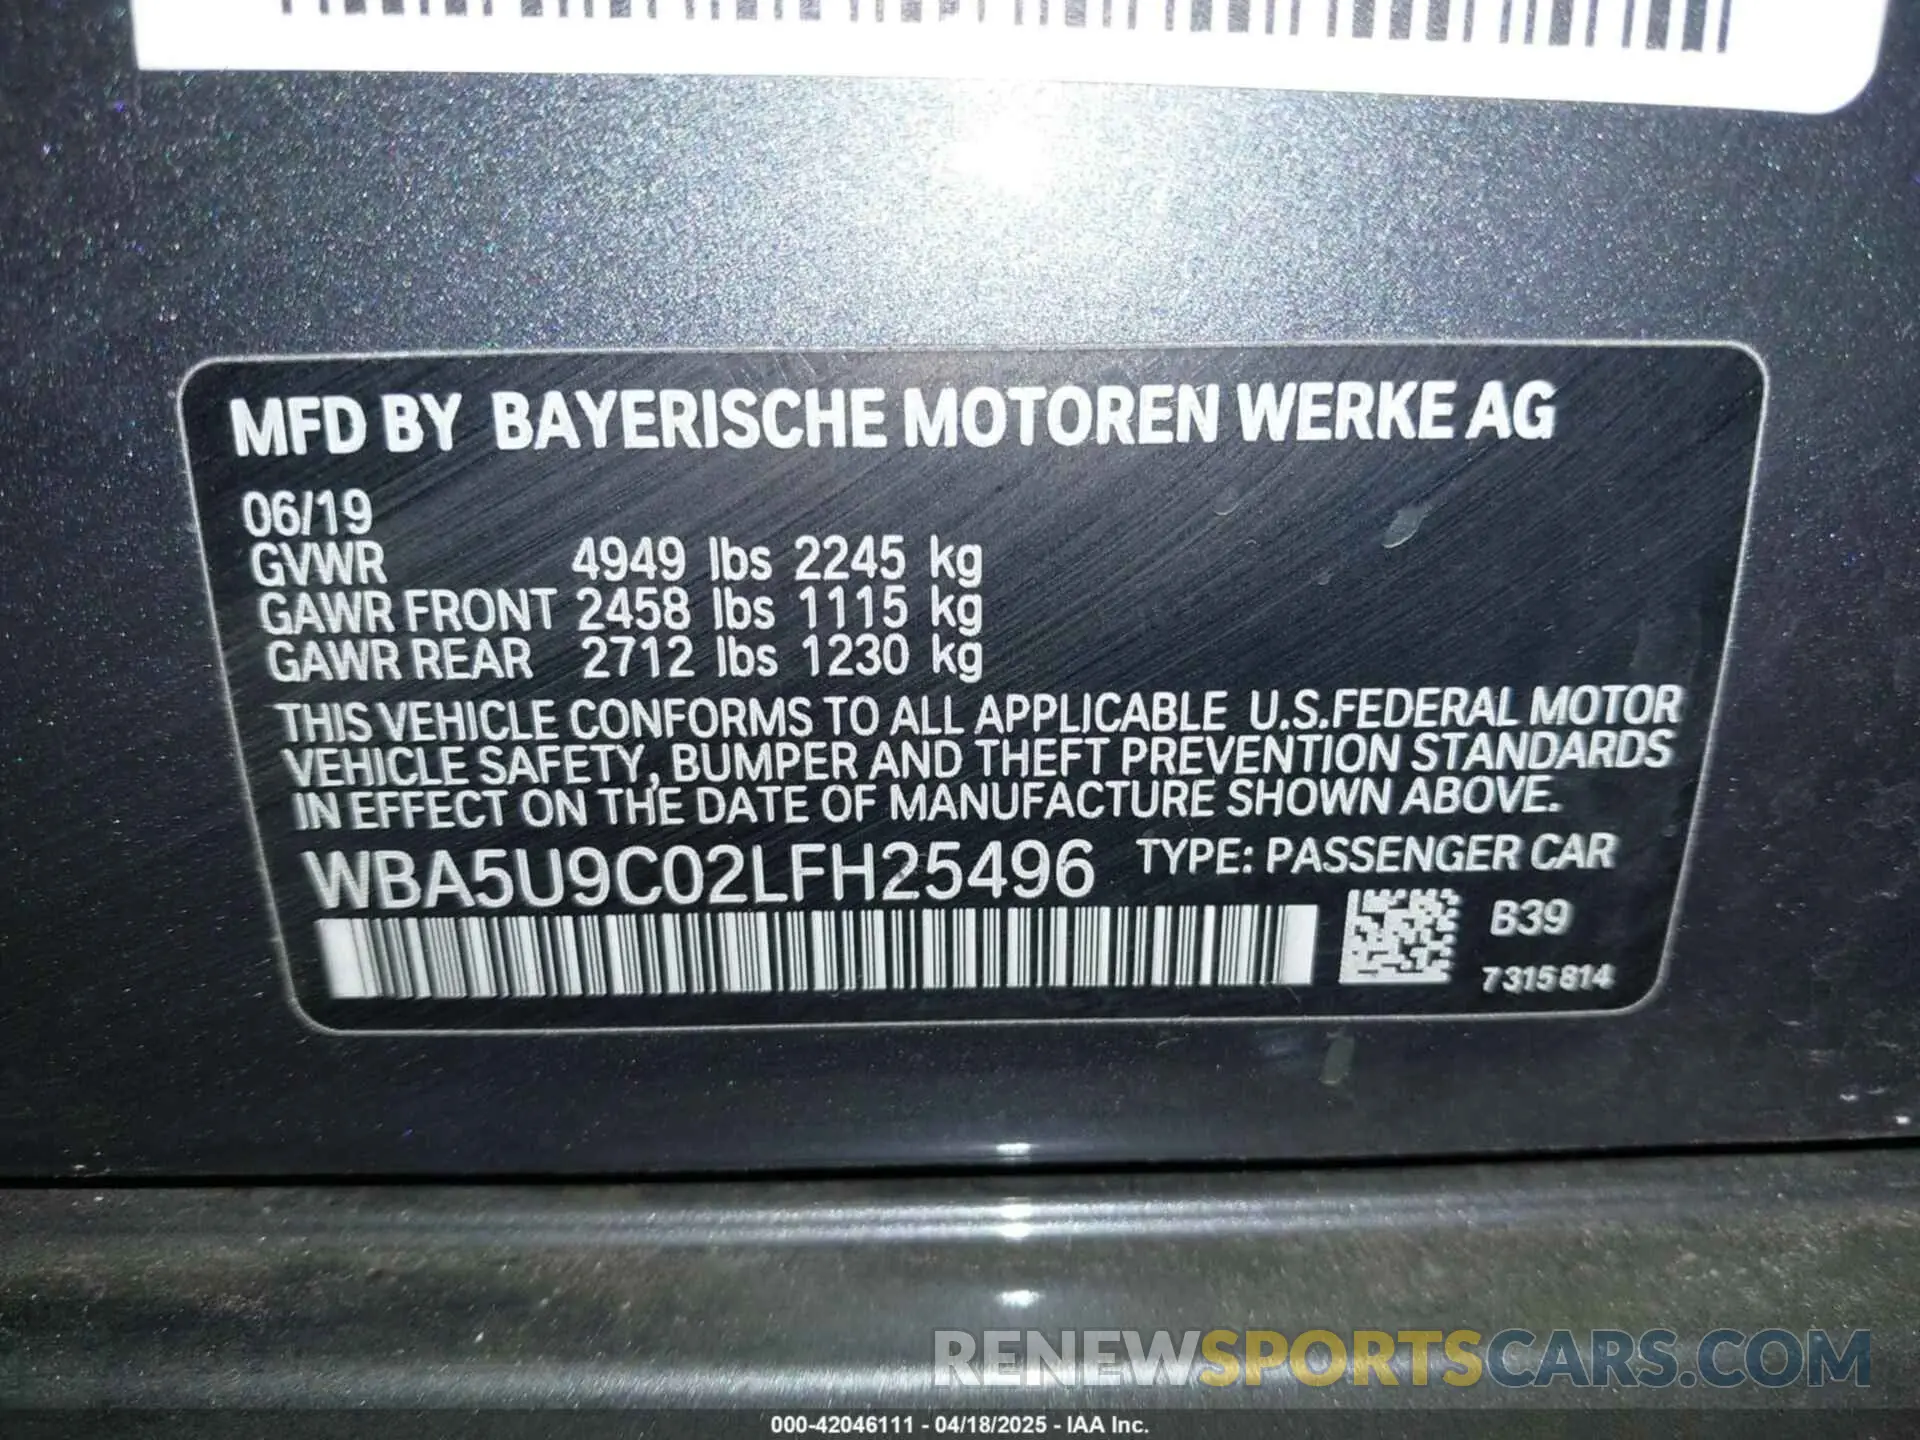 MFD BY BAYERISCHE MOTOREN WERKE AG
06/19
GVWR 4949 lbs 2245 kg
GAWR FRONT 2458 lbs 1115 kg
GAWR REAR 2712 lbs 1230 kg
THIS VEHICLE CONFORMS TO ALL APPLICABLE U.S.FEDERAL MOTOR
VEHICLE SAFETY, BUMPER AND THEFT PREVENTION STANDARDS
IN EFFECT ON THE DATE OF MANUFACTURE SHOWN ABOVE.
WBA5U9C02LFH25496 TYPE: PASSENGER CAR
B39
7315814
RENEWSPORTSCARS.COM
000-42046111 - 04/18/2025 - IAA Inc.